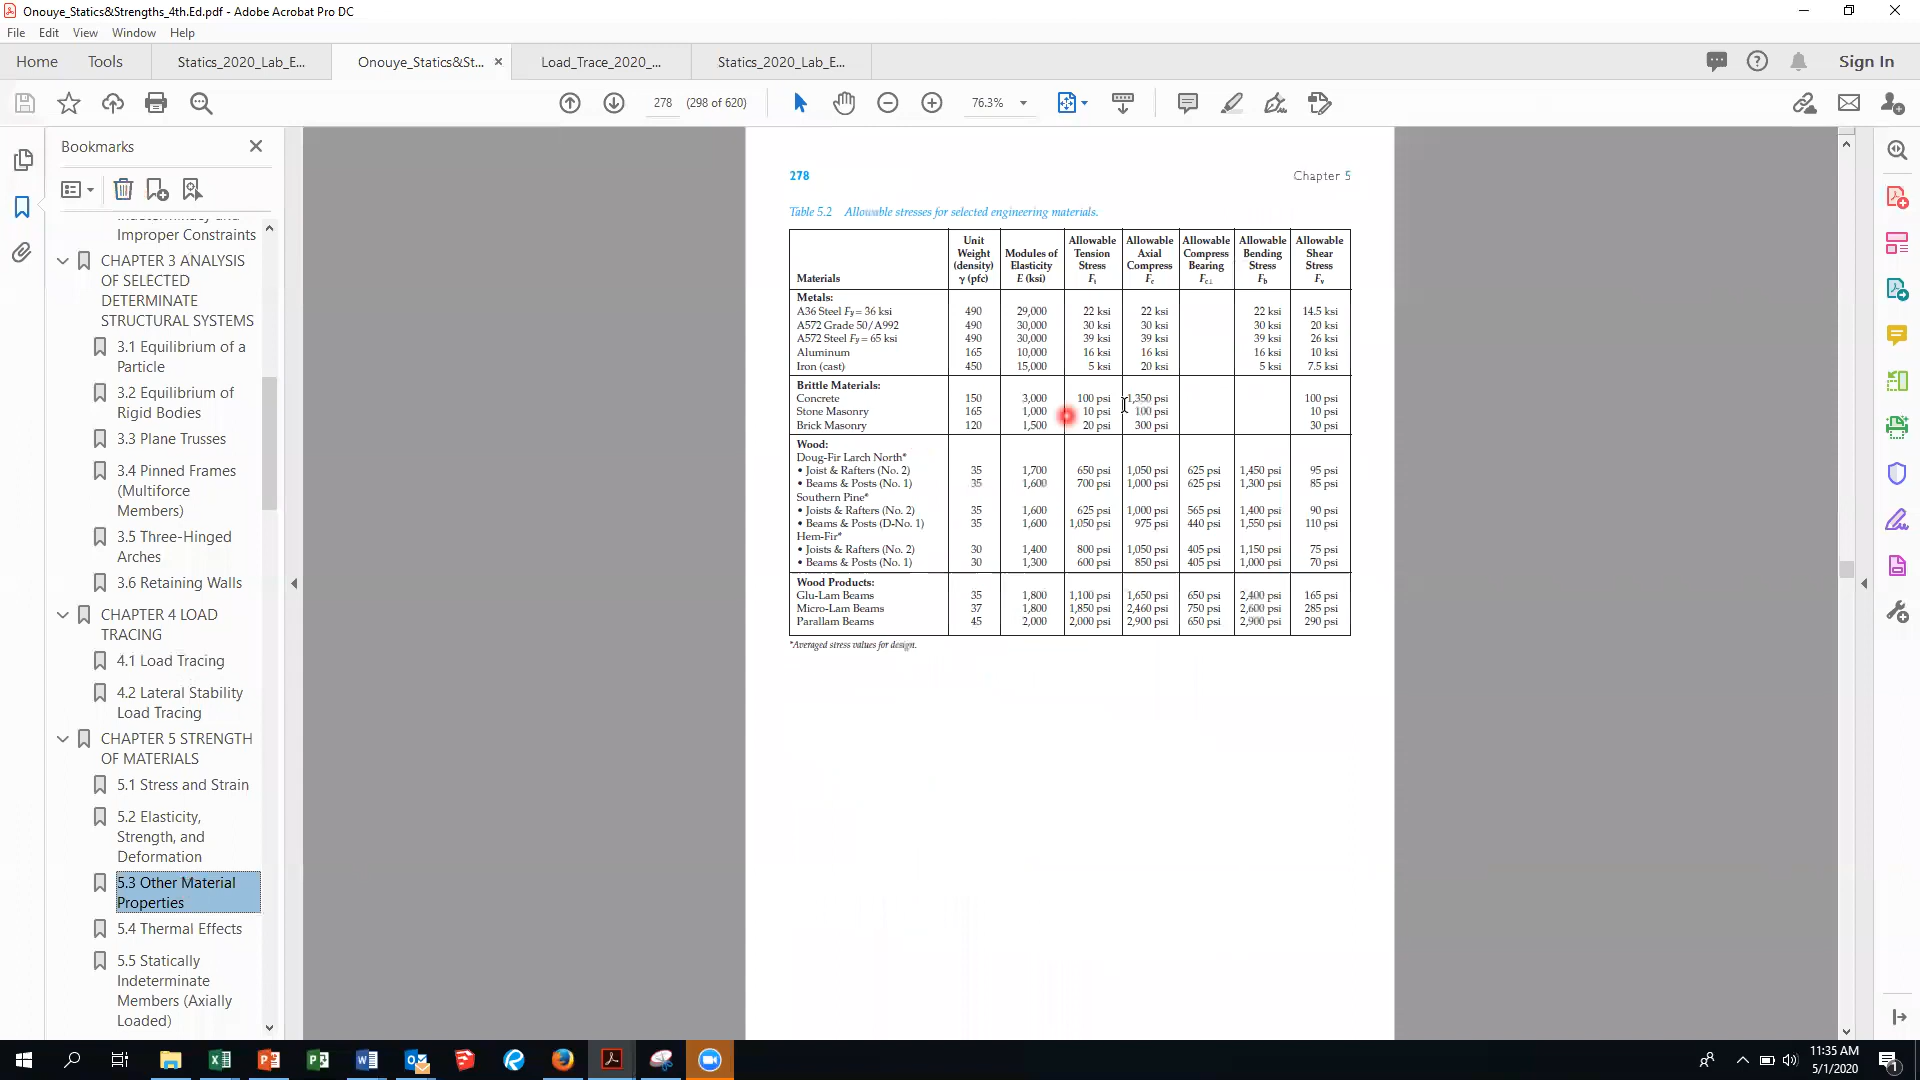 Onouye_Statics&Strengths_4th.Ed.pdf - Adobe Acrobat Pro DC
File Edit View Window Help
Home Tools Statics_2020_Lab_E... Onouye_Statics&St... × Load_Trace_2020_... Statics_2020_Lab_E... Sign In
278 (298 of 620) 76.3%
Bookmarks
Improper Constraints
CHAPTER 3 ANALYSIS
OF SELECTED
DETERMINATE
STRUCTURAL SYSTEMS
3.1 Equilibrium of a
Particle
3.2 Equilibrium of
Rigid Bodies
3.3 Plane Trusses
3.4 Pinned Frames
(Multiforce
Members)
3.5 Three-Hinged
Arches
3.6 Retaining Walls
CHAPTER 4 LOAD
TRACING
4.1 Load Tracing
4.2 Lateral Stability
Load Tracing
CHAPTER 5 STRENGTH
OF MATERIALS
5.1 Stress and Strain
5.2 Elasticity,
Strength, and
Deformation
5.3 Other Material
Properties
5.4 Thermal Effects
5.5 Statically
Indeterminate
Members (Axially
Loaded)
278 Chapter 5
Table 5.2 Allowable stresses for selected engineering materials.
Materials
Unit
Weight
(density)
γ (pfc)
Modules of
Elasticity
E (ksi)
Allowable
Tension
Stress
Ft
Allowable
Axial
Compress
Fc
Allowable
Compress
Bearing
Fc⊥
Allowable
Bending
Stress
Fb
Allowable
Shear
Stress
Fv
Metals:
A36 Steel Fy = 36 ksi 490 29,000 22 ksi 22 ksi 22 ksi 14.5 ksi
A572 Grade 50/A992 490 30,000 30 ksi 30 ksi 30 ksi 20 ksi
A572 Steel Fy = 65 ksi 490 30,000 39 ksi 39 ksi 39 ksi 26 ksi
Aluminum 165 10,000 16 ksi 16 ksi 16 ksi 10 ksi
Iron (cast) 450 15,000 5 ksi 20 ksi 5 ksi 7.5 ksi
Brittle Materials:
Concrete 150 3,000 100 psi 1,350 psi 100 psi
Stone Masonry 165 1,000 10 psi 100 psi 10 psi
Brick Masonry 120 1,500 20 psi 300 psi 30 psi
Wood:
Doug-Fir Larch North*
• Joist & Rafters (No. 2) 35 1,700 650 psi 1,050 psi 625 psi 1,450 psi 95 psi
• Beams & Posts (No. 1) 35 1,600 700 psi 1,000 psi 625 psi 1,300 psi 85 psi
Southern Pine*
• Joists & Rafters (No. 2) 35 1,600 625 psi 1,000 psi 565 psi 1,400 psi 90 psi
• Beams & Posts (D-No. 1) 35 1,600 1,050 psi 975 psi 440 psi 1,550 psi 110 psi
Hem-Fir*
• Joists & Rafters (No. 2) 30 1,400 800 psi 1,050 psi 405 psi 1,150 psi 75 psi
• Beams & Posts (No. 1) 30 1,300 600 psi 850 psi 405 psi 1,000 psi 70 psi
Wood Products:
Glu-Lam Beams 35 1,800 1,100 psi 1,650 psi 650 psi 2,400 psi 165 psi
Micro-Lam Beams 37 1,800 1,850 psi 2,460 psi 750 psi 2,600 psi 285 psi
Parallam Beams 45 2,000 2,000 psi 2,900 psi 650 psi 2,900 psi 290 psi
*Averaged stress values for design.
11:35 AM
5/1/2020